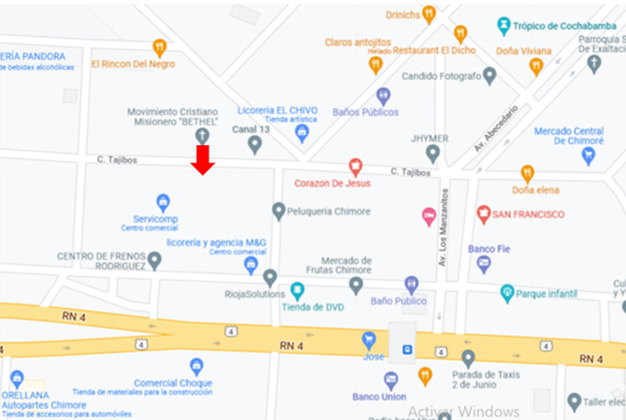 Drinichs
Trópico de Cochabamba
ERÍA PANDORA
de bebidas alcohólicas
El Rincon Del Negro
Claros antojitos
Helado
Restaurant El Dicho
Doña Viviana
Parroquia S
De Exaltació
Candido Fotografo
Movimiento Cristiano
Misionero "BETHEL"
Licoreria EL CHIVO
Tienda artística
Baños Públicos
Canal 13
Av. Abecedario
JHYMER
Mercado Central
De Chimoré
C. Tajibos
C. Tajibos
Corazon De Jesus
Doña elena
Servicomp
Centro comercial
Peluqueria Chimore
Av. Los Manzanitos
SAN FRANCISCO
licorería y agencia M&G
Centro comercial
CENTRO DE FRENOS
RODRIGUEZ
Mercado de
Frutas Chimore
Banco Fie
RiojaSolutions
Tienda de DVD
Baño Publico
Parque infantil
Cu
y Y
RN 4
4
4
RN 4
Jose
4
4
RN 4
Comercial Choque
Tienda de materiales para la construcción
Parada de Taxis
2 de Junio
ORELLANA
Autopartes Chimore
Tienda de accesorios para automóviles
Banco Union
Activar Windows
Taller elec